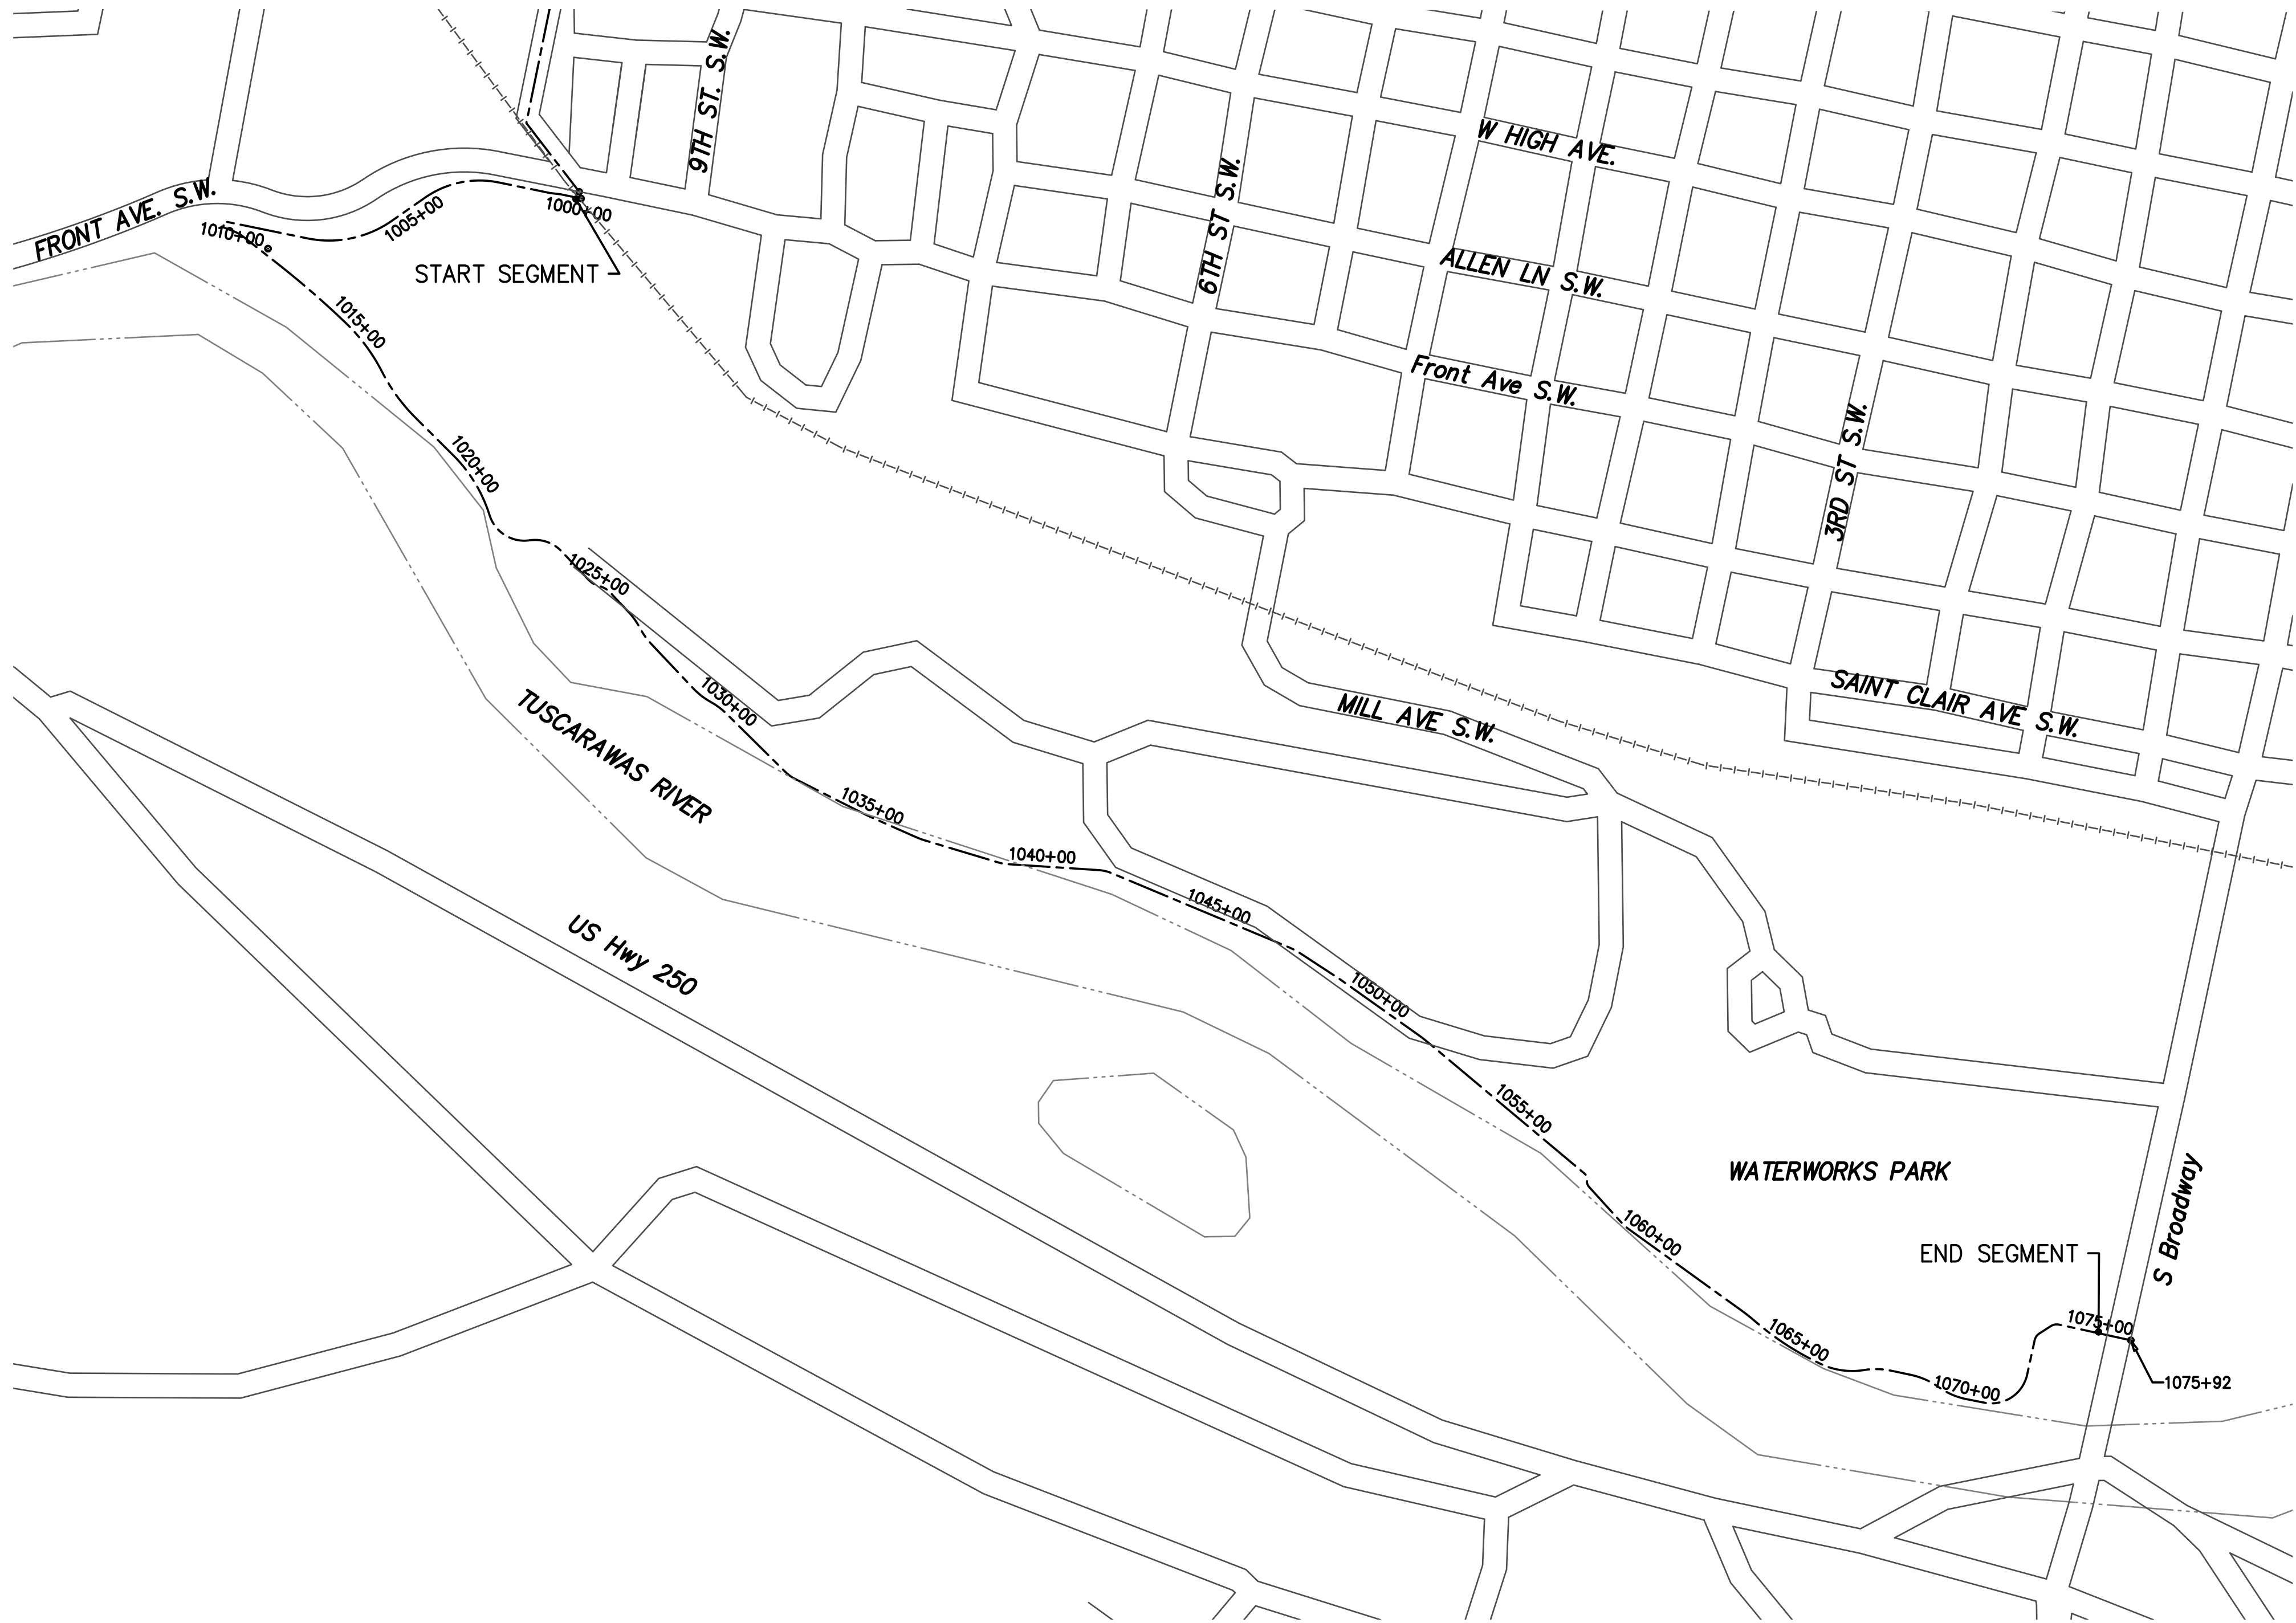 9TH ST. S.W.
W HIGH AVE.
6TH ST S.W.
FRONT AVE. S.W.
1000+00
1005+00
1010+00
START SEGMENT
ALLEN LN S.W.
1015+00
Front Ave S.W.
3RD ST S.W.
1020+00
1025+00
1030+00
SAINT CLAIR AVE S.W.
MILL AVE S.W.
TUSCARAWAS RIVER
1035+00
1040+00
1045+00
US Hwy 250
1050+00
1055+00
WATERWORKS PARK
S Broadway
1060+00
END SEGMENT
1065+00
1075+00
1070+00
1075+92